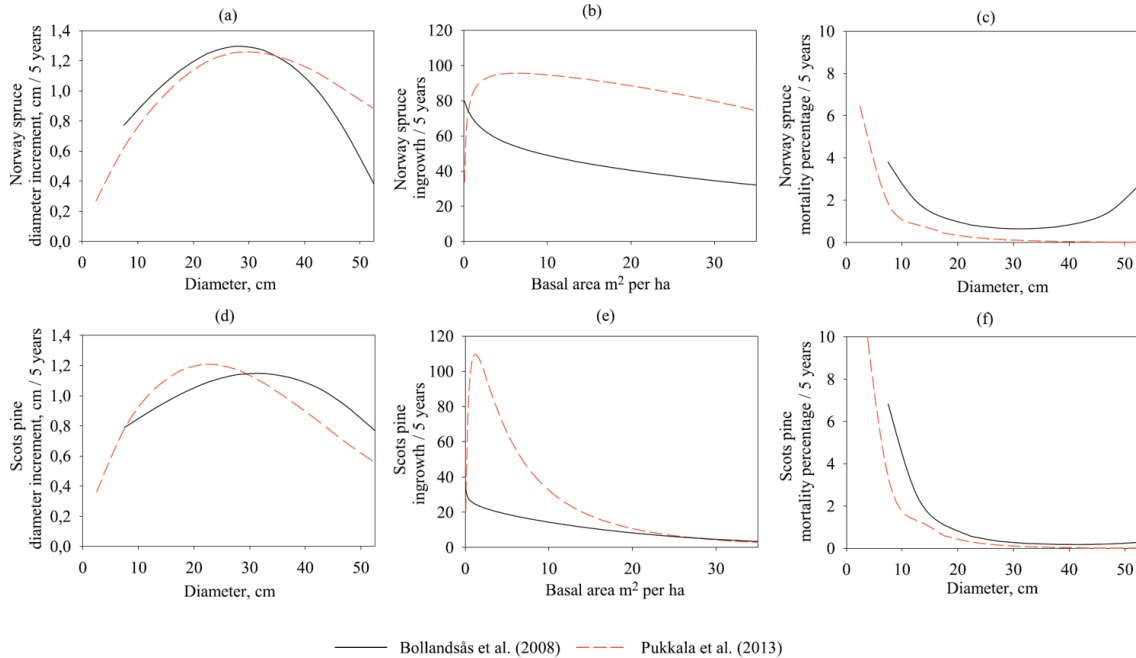 (a)
Norway spruce
diameter increment, cm / 5 years
1,4
1,2
1,0
0,8
0,6
0,4
0,2
0,0
0 10 20 30 40 50
Diameter, cm
(b)
Norway spruce
ingrowth / 5 years
120
100
80
60
40
20
0
0 10 20 30
Basal area m² per ha
(c)
Norway spruce
mortality percentage / 5 years
10
8
6
4
2
0
0 10 20 30 40 50
Diameter, cm
(d)
Scots pine
diameter increment, cm / 5 years
1,4
1,2
1,0
0,8
0,6
0,4
0,2
0,0
0 10 20 30 40 50
Diameter, cm
(e)
Scots pine
ingrowth / 5 years
120
100
80
60
40
20
0
0 10 20 30
Basal area m² per ha
(f)
Scots pine
mortality percentage / 5 years
10
8
6
4
2
0
0 10 20 30 40 50
Diameter, cm
Bollandsås et al. (2008) Pukkala et al. (2013)